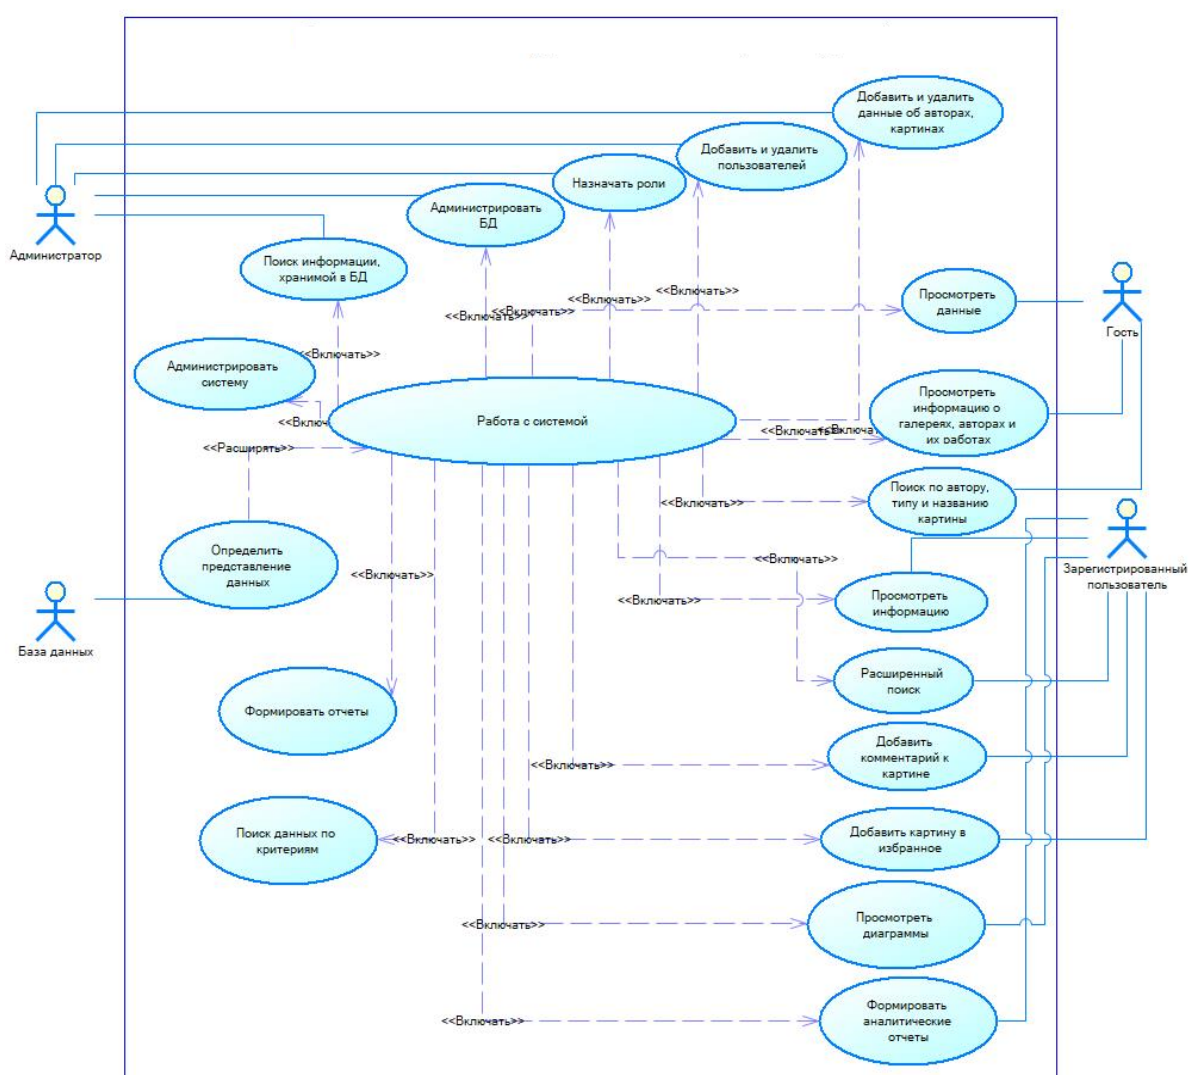 Добавить и удалить
данные об авторах,
картинах
Добавить и удалить
пользователей
Назначать роли
Администрировать
БД
Администратор
Поиск информации,
хранимой в БД
<<Включать>>
<<Включать>>
<<Включать>>
<<Включать>>
Просмотреть
данные
Гость
<<Включать>>
Администрировать
систему
<<Включ
Работа с системой
Просмотреть
информацию о
галереях, авторах и
их работах
<<Включать>>
<<Расширять>>
Поиск по автору,
типу и названию
картины
<<Включать>>
Определить
представление
данных
<<Включать>>
<<Включать>>
<<Включать>>
Зарегистрированный
пользователь
Просмотреть
информацию
<<Включать>>
База данных
Расширенный
поиск
Формировать отчеты
Добавить
комментарий к
картине
<<Включать>>
Поиск данных по
критериям
<<Включать>>
<<Включать>>
Добавить картину в
избранное
Просмотреть
диаграммы
<<Включать>>
Формировать
аналитические
отчеты
<<Включать>>